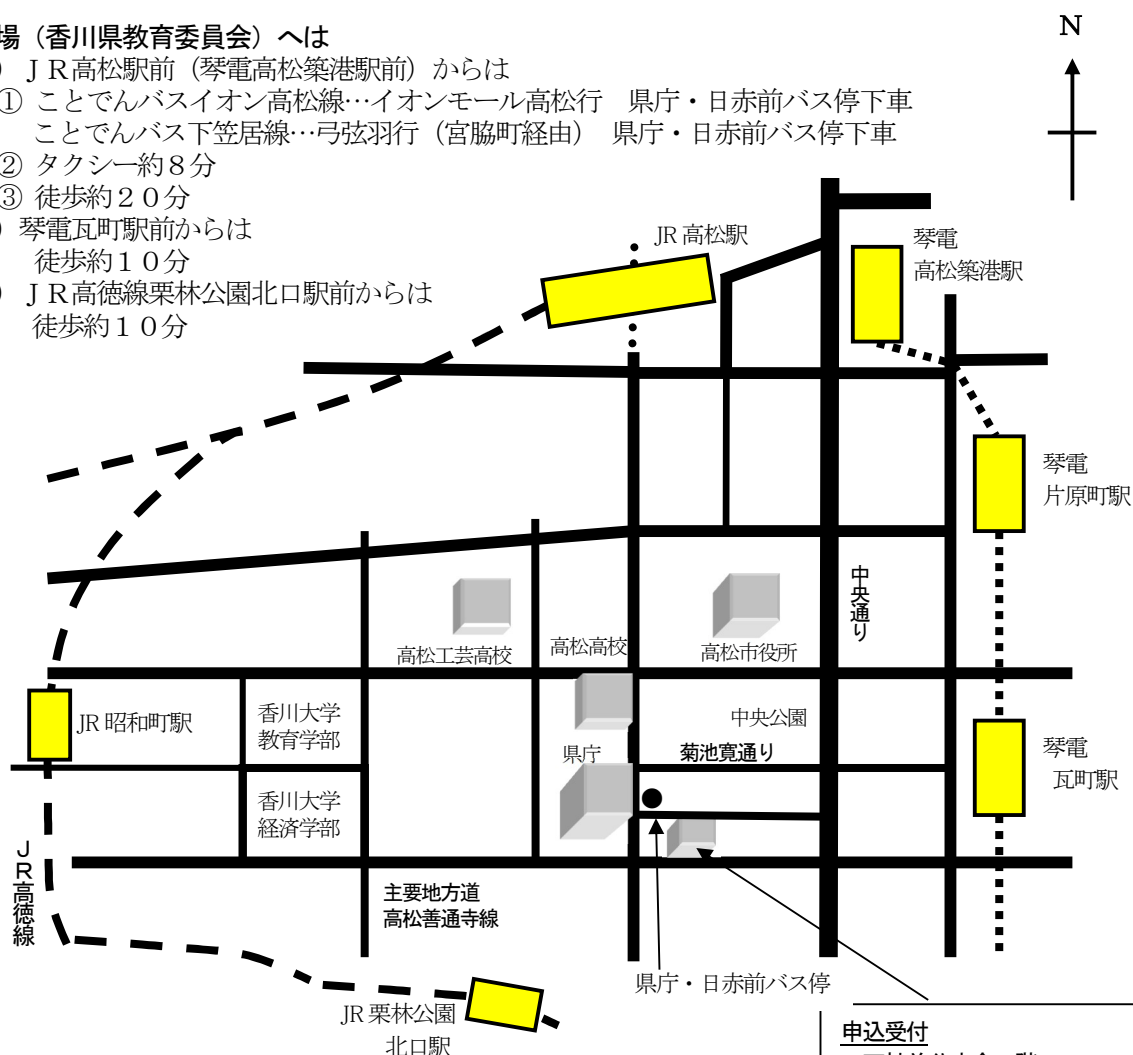 場（香川県教育委員会）へは
ＪＲ高松駅前（琴電高松築港駅前）からは
① ことでんバスイオン高松線…イオンモール高松行　県庁・日赤前バス停下車
ことでんバス下笠居線…弓弦羽行（宮脇町経由）　県庁・日赤前バス停下車
② タクシー約８分
③ 徒歩約２０分
琴電瓦町駅前からは
徒歩約１０分
ＪＲ高徳線栗林公園北口駅前からは
徒歩約１０分
N
JR 高松駅
琴電
高松築港駅
琴電
片原町駅
中央通り
高松工芸高校
高松高校
高松市役所
JR 昭和町駅
香川大学
教育学部
中央公園
県庁
菊池寛通り
琴電
瓦町駅
香川大学
経済学部
ＪＲ高徳線
主要地方道
高松善通寺線
県庁・日赤前バス停
JR 栗林公園
北口駅
申込受付